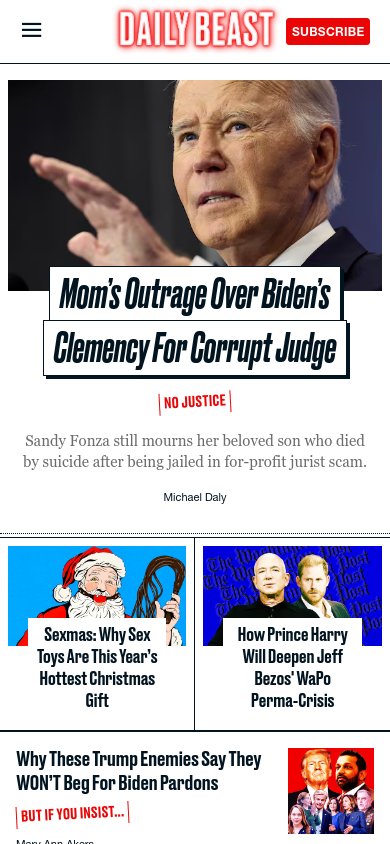 DAILY BEAST
SUBSCRIBE
Mom's Outrage Over Biden's
Clemency For Corrupt Judge
NO JUSTICE
Sandy Fonza still mourns her beloved son who died
by suicide after being jailed in for-profit jurist scam.
Michael Daly
Sexmas: Why Sex
Toys Are This Year's
Hottest Christmas
Gift
How Prince Harry
Will Deepen Jeff
Bezos' WaPo
Perma-Crisis
Why These Trump Enemies Say They
WON'T Beg For Biden Pardons
BUT IF YOU INSIST...
Mary Ann Akers